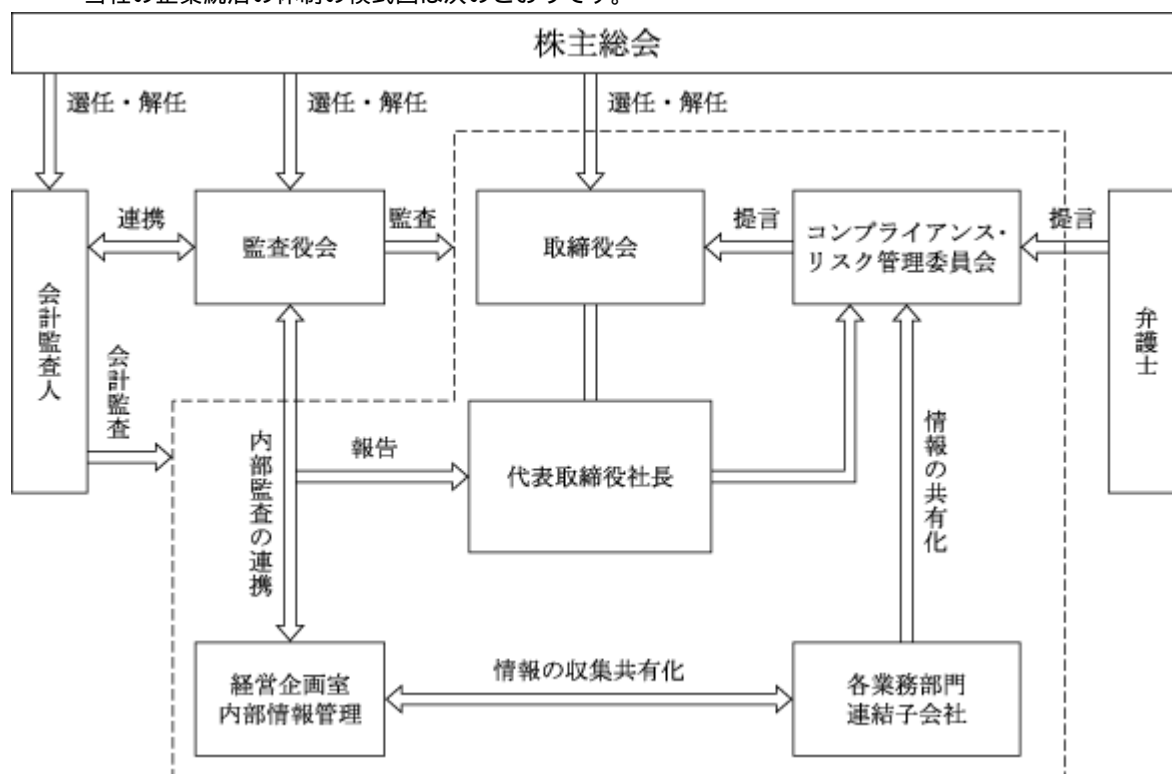 当社の企業統治の体制の模式図は次のとおりです。
株主総会
選任・解任
選任・解任
選任・解任
連携
監査役会
監査
取締役会
提言
コンプライアンス・
リスク管理委員会
提言
会計監査人
会計監査
弁護士
内部監査の連携
報告
代表取締役社長
情報の共有化
経営企画室
内部情報管理
情報の収集共有化
各業務部門
連結子会社